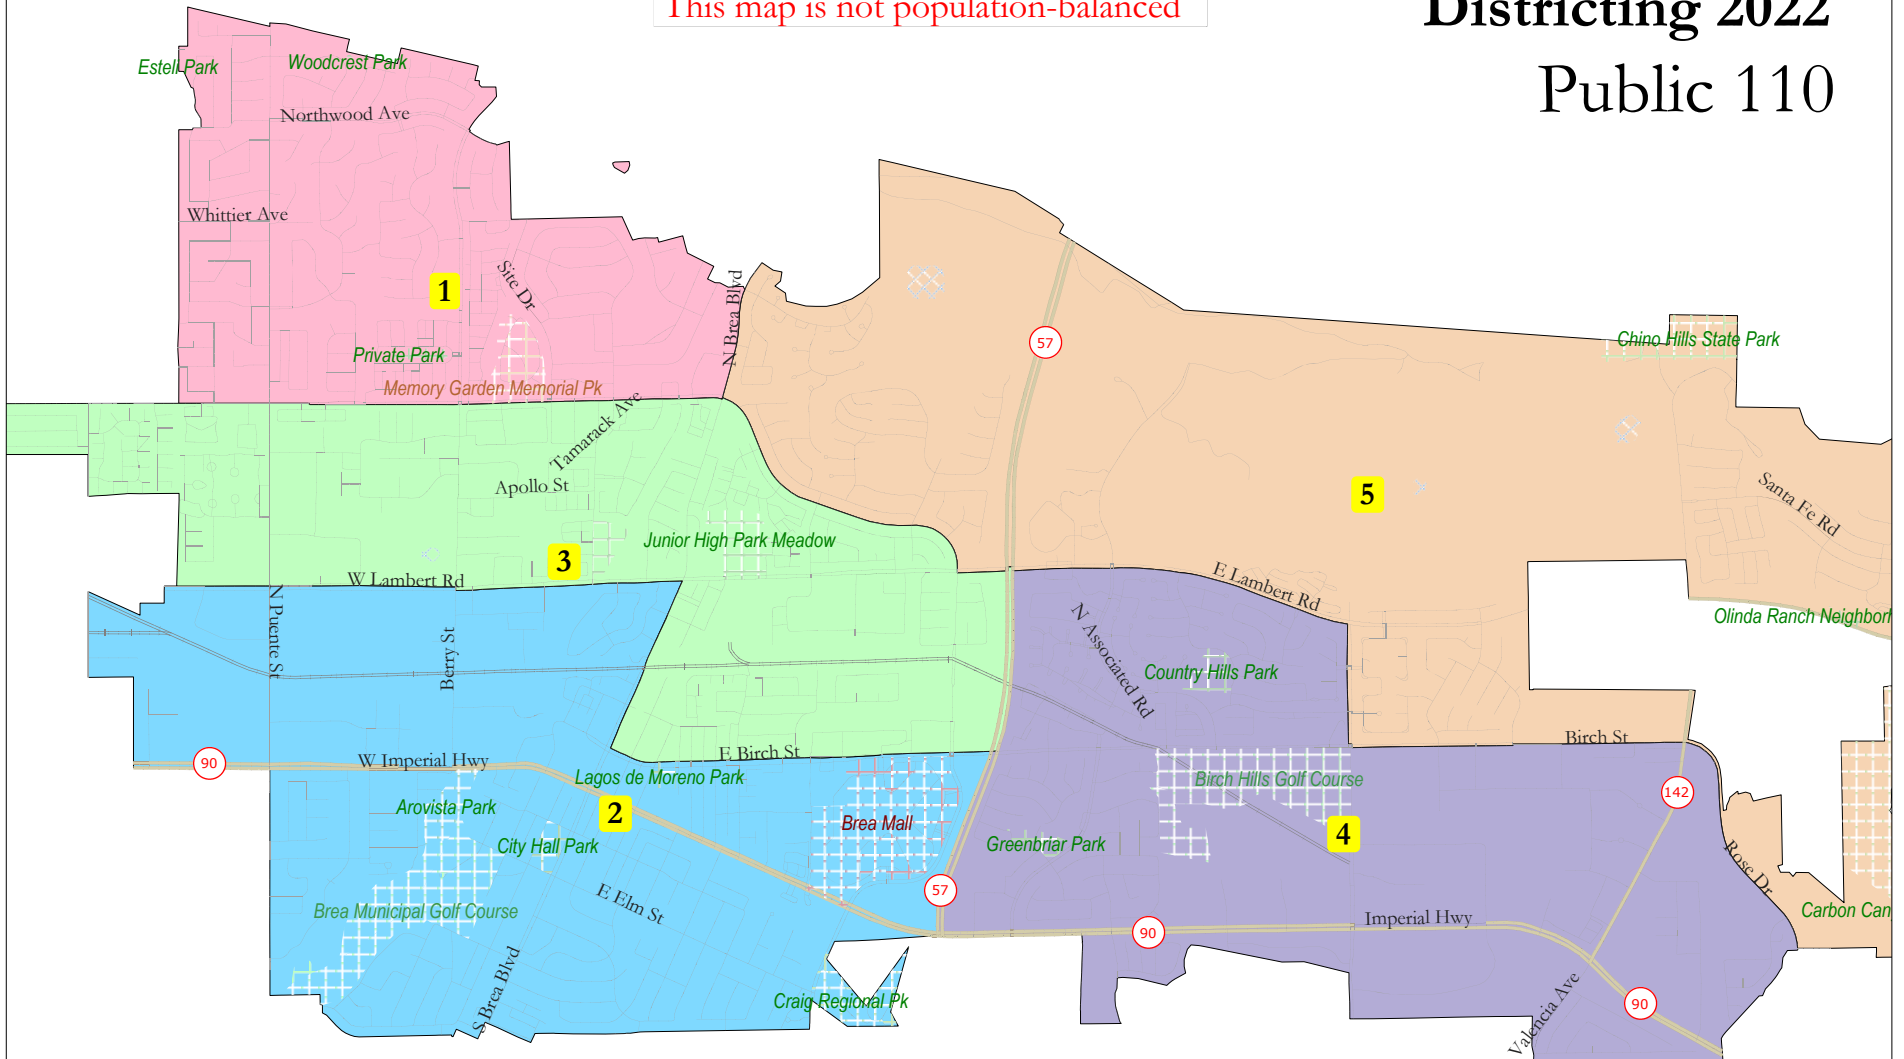 This map is not population-balanced
Districting 2022
Public 110
Esteli Park
Woodcrest Park
Northwood Ave
Whittier Ave
1
Site Dr
N Brea Blvd
57
Private Park
Chino Hills State Park
Memory Garden Memorial Pk
Tamarack Ave
Apollo St
5
Santa Fe Rd
Junior High Park Meadow
3
W Lambert Rd
E Lambert Rd
N Puente St
Berry St
N Associated Rd
Olinda Ranch Neighborh
Country Hills Park
E Birch St
Birch St
90
W Imperial Hwy
Lagos de Moreno Park
Birch Hills Golf Course
142
Arovista Park
2
Brea Mall
4
City Hall Park
Greenbriar Park
Rose Dr
57
E Elm St
Brea Municipal Golf Course
Imperial Hwy
Carbon Can
90
S Brea Blvd
Craig Regional Pk
Valencia Ave
90